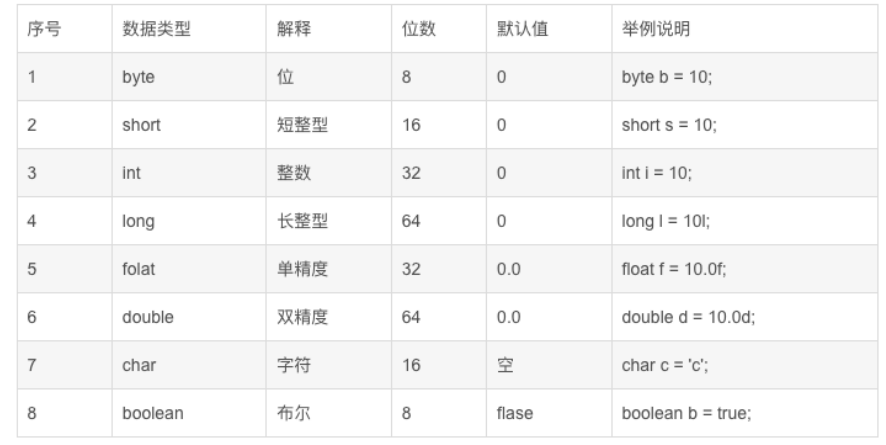 序号 数据类型 解释 位数 默认值 举例说明
1 byte 位 8 0 byte b = 10;
2 short 短整型 16 0 short s = 10;
3 int 整数 32 0 int i = 10;
4 long 长整型 64 0 long l = 10l;
5 folat 单精度 32 0.0 float f = 10.0f;
6 double 双精度 64 0.0 double d = 10.0d;
7 char 字符 16 空 char c = 'c';
8 boolean 布尔 8 flase boolean b = true;